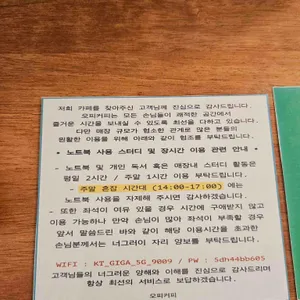 저희 카페를 찾아주신 고객님께 진심으로 감사드립니다.
오피커피는 모든 손님들이 쾌적한 공간에서
즐거운 시간을 보내실 수 있도록 최선을 다하고 있습니다.
다만 매장 규모가 협소한 관계로 많은 분들의
원활한 이용을 위해 아래와 같이 협조를 부탁드립니다.
* 노트북 사용 스터디 및 장시간 이용 관련 안내 *
- 노트북 및 개인 독서 혹은 매장내 스터디 활동은
평일 2시간 / 주말 1시간 이용 부탁드립니다.
- 주말 혼잡 시간대 (14:00-17:00) 에는
노트북 사용을 자제해 주시면 감사하겠습니다.
- 또한 좌석이 여유 있을 경우 시간에 구애받지 않고
이용 가능하나 만약 손님이 많아 좌석이 부족할 경우
앞서 말씀드린 바와 같이 해당 이용시간을 초과한
손님분께서는 너그러이 자리 양보를 부탁드립니다.
WIFI : KT_GIGA_5G_9009 / PW : 5dh44bb605
고객님들의 너그러운 양해와 이해를 진심으로 감사드리며
항상 최선의 서비스로 보답하겠습니다.
오피커피